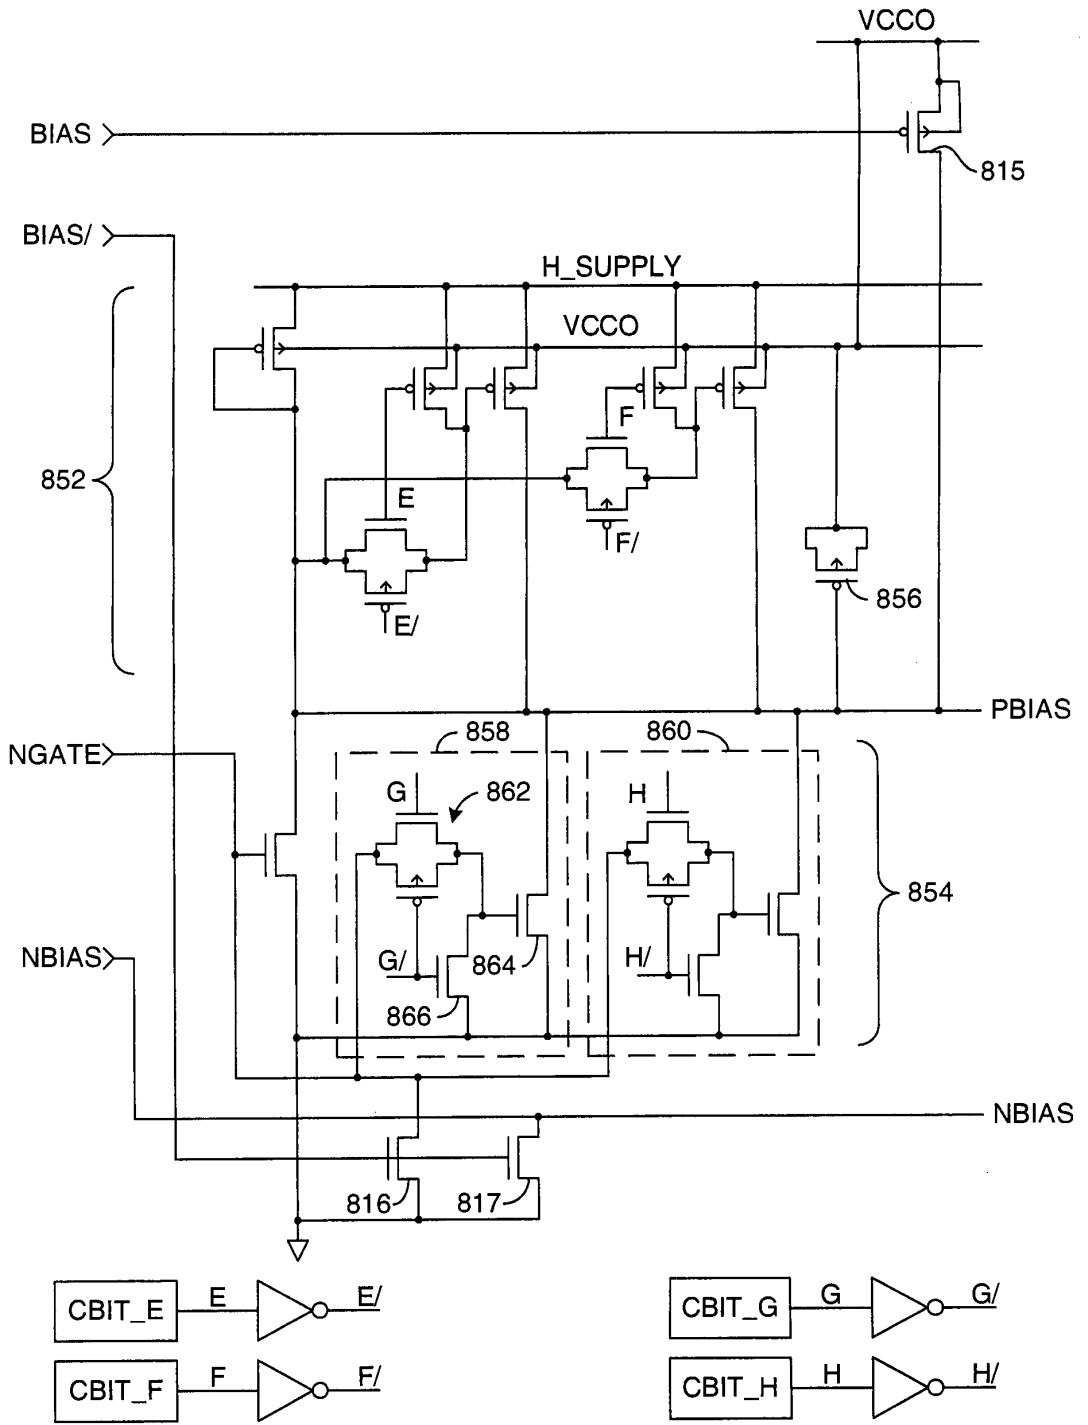 VCCO
BIAS
815
BIAS/
H_SUPPLY
VCCO
852
F
E
F/
856
E/
PBIAS
858
860
NGATE
G
862
H
854
NBIAS
G/
864
H/
866
NBIAS
816
817
CBIT_E
E
E/
CBIT_G
G
G/
CBIT_F
F
F/
CBIT_H
H
H/